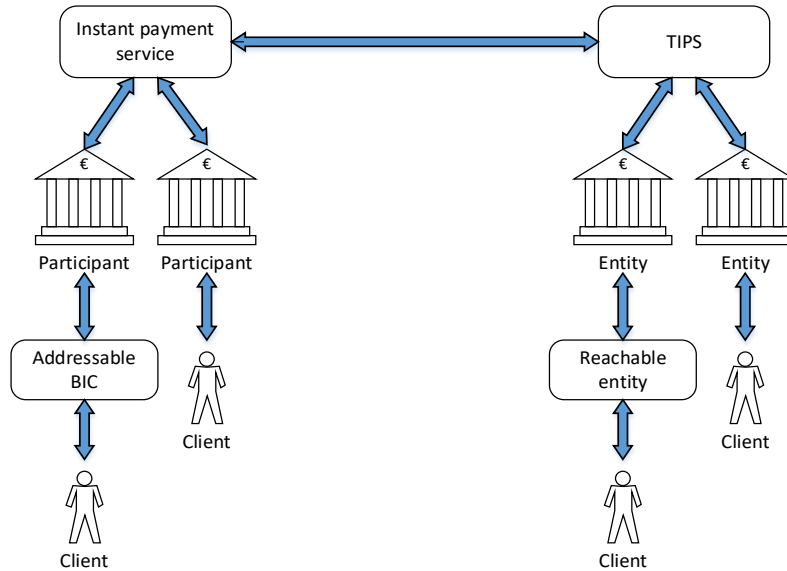 Instant payment
service
TIPS
€
€
€
€
Participant
Participant
Entity
Entity
Addressable
BIC
Reachable
entity
Client
Client
Client
Client